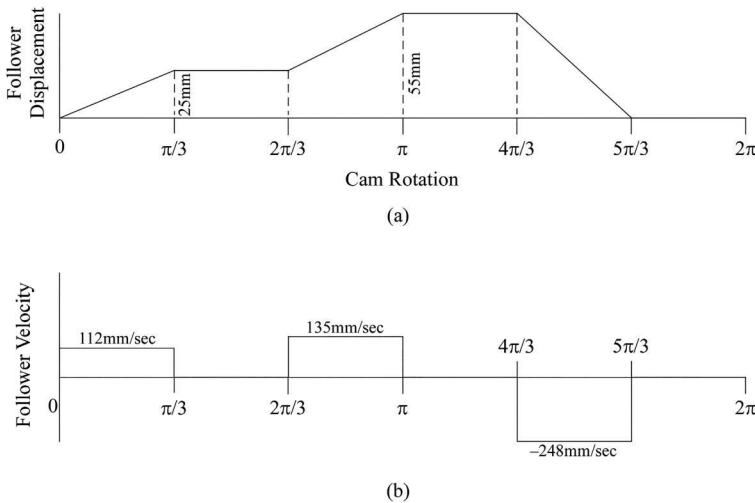 Follower
Displacement
25mm
55mm
0
π/3
2π/3
π
4π/3
5π/3
2π
Cam Rotation
(a)
Follower Velocity
112mm/sec
135mm/sec
4π/3
5π/3
0
π/3
2π/3
π
2π
–248mm/sec
(b)